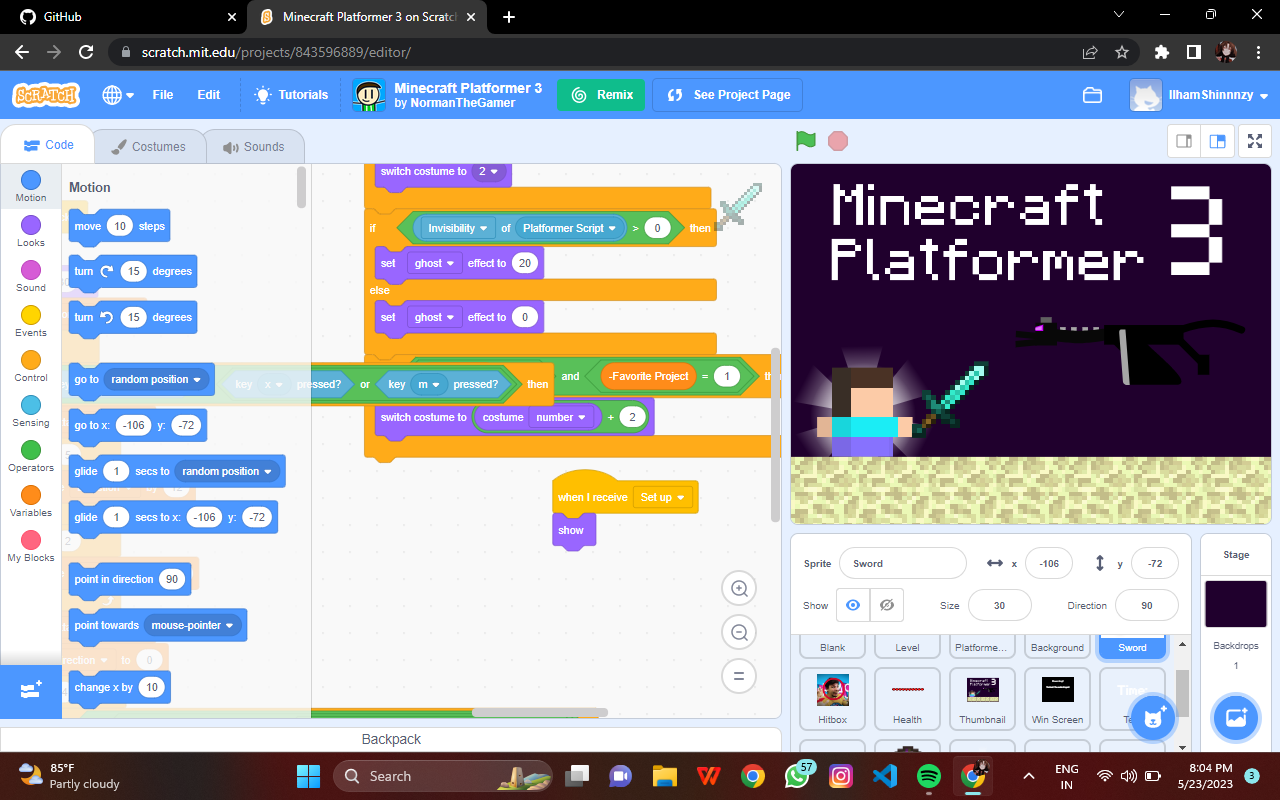 GitHub
Minecraft Platformer 3 on Scratch
scratch.mit.edu/projects/843596889/editor/
SCRATCH
File
Edit
Tutorials
Minecraft Platformer 3
by NormanTheGamer
Remix
See Project Page
IlhamShinnnzy
Code
Costumes
Sounds
Motion
Looks
Sound
Events
Control
Sensing
Operators
Variables
My Blocks
Motion
move 10 steps
turn 15 degrees
turn 15 degrees
go to random position
go to x: -106 y: -72
glide 1 secs to random position
glide 1 secs to x: -106 y: -72
point in direction 90
point towards mouse-pointer
change x by 10
switch costume to 2
if Invisibility of Platformer Script > 0 then
set ghost effect to 20
else
set ghost effect to 0
key x pressed? or key m pressed? then
and -Favorite Project = 1
switch costume to costume number + 2
when I receive Set up
show
by 12
to 0
Minecraft
Platformer
3
Sprite Sword x -106 y -72
Show Size 30 Direction 90
Blank
Level
Platforme...
Background
Sword
Hitbox
Health
Thumbnail
Win Screen
Stage
Backdrops
1
Backpack
85°F
Partly cloudy
Search
57
ENG
IN
8:04 PM
5/23/2023
3